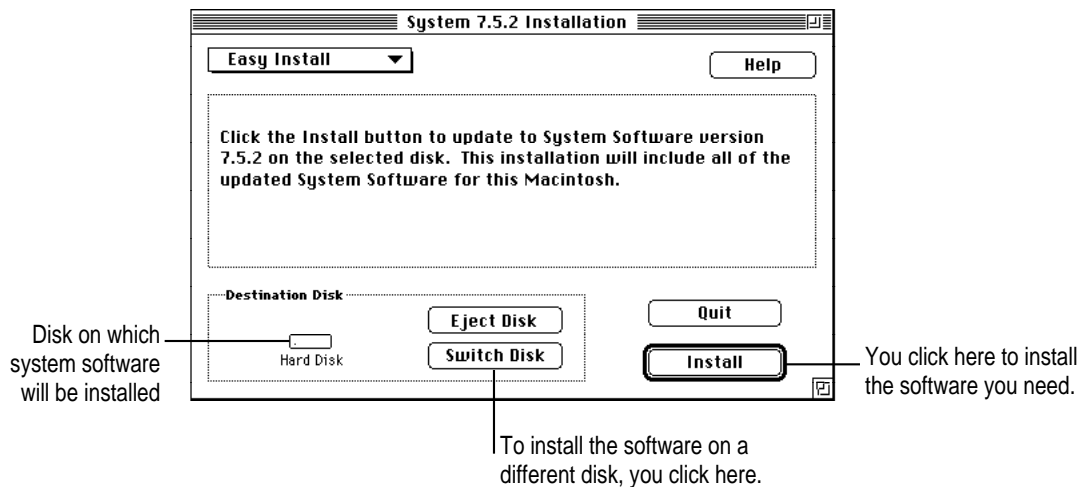 System 7.5.2 Installation
Easy Install
Help
Click the Install button to update to System Software version
7.5.2 on the selected disk. This installation will include all of the
updated System Software for this Macintosh.
Destination Disk
Hard Disk
Eject Disk
Switch Disk
Quit
Install
Disk on which
system software
will be installed
You click here to install
the software you need.
To install the software on a
different disk, you click here.